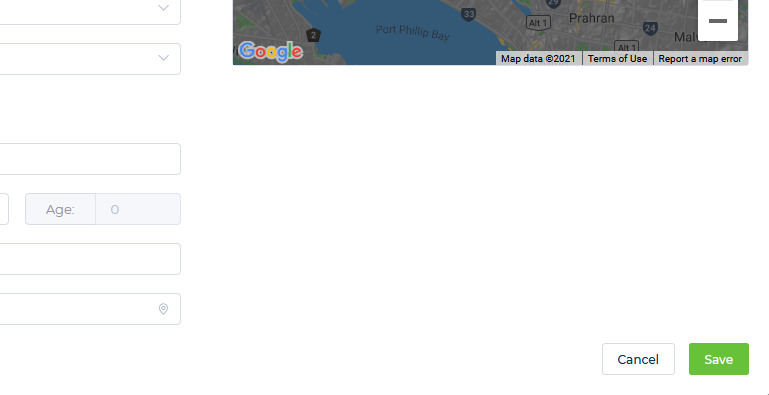 33
29
Alt 1
Prahran
24
Port Phillip Bay
2
Alt 1
Google
Map data ©2021
Terms of Use
Report a map error
Age:
0
Cancel
Save